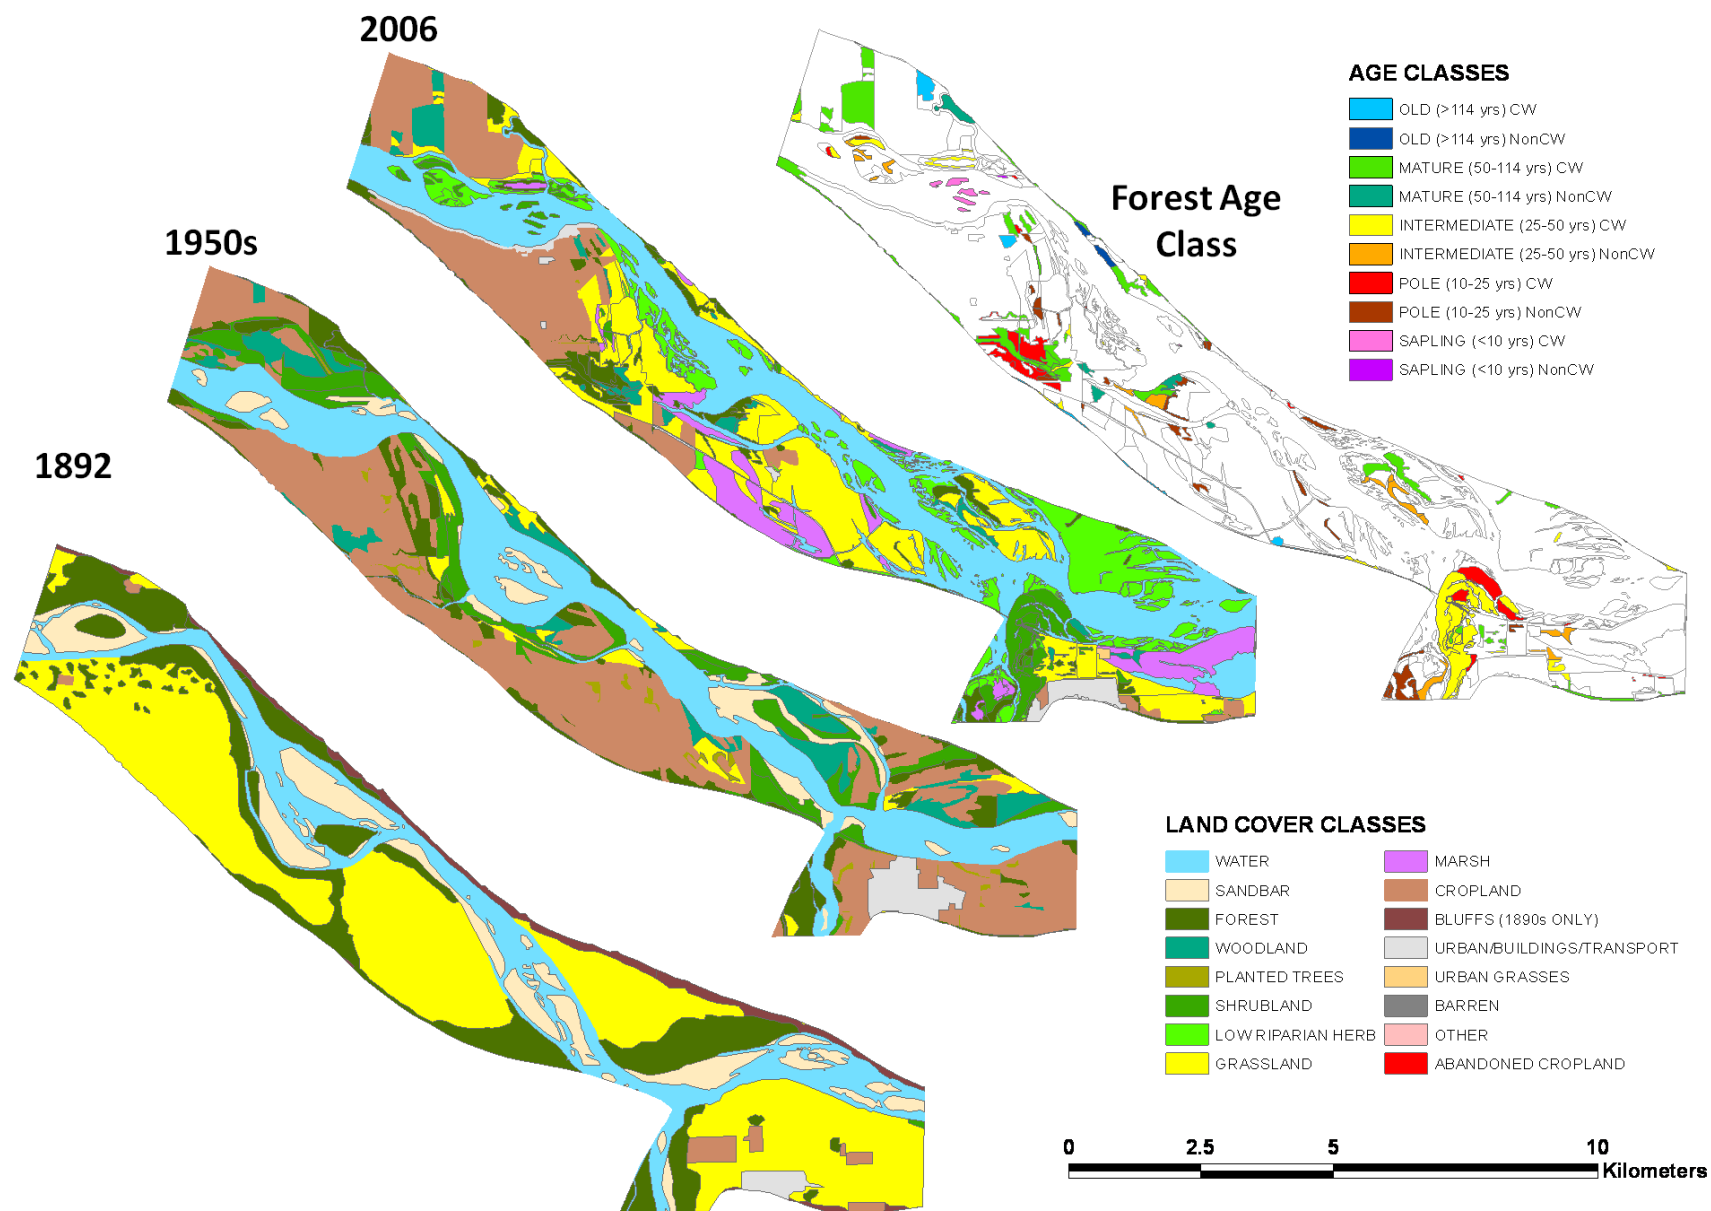 2006
1950s
1892
Forest Age
Class
AGE CLASSES
OLD (>114 yrs) CW
OLD (>114 yrs) NonCW
MATURE (50-114 yrs) CW
MATURE (50-114 yrs) NonCW
INTERMEDIATE (25-50 yrs) CW
INTERMEDIATE (25-50 yrs) NonCW
POLE (10-25 yrs) CW
POLE (10-25 yrs) NonCW
SAPLING (<10 yrs) CW
SAPLING (<10 yrs) NonCW
LAND COVER CLASSES
WATER
SANDBAR
FOREST
WOODLAND
PLANTED TREES
SHRUBLAND
LOW RIPARIAN HERB
GRASSLAND
MARSH
CROPLAND
BLUFFS (1890s ONLY)
URBAN/BUILDINGS/TRANSPORT
URBAN GRASSES
BARREN
OTHER
ABANDONED CROPLAND
0 2.5 5 10
Kilometers